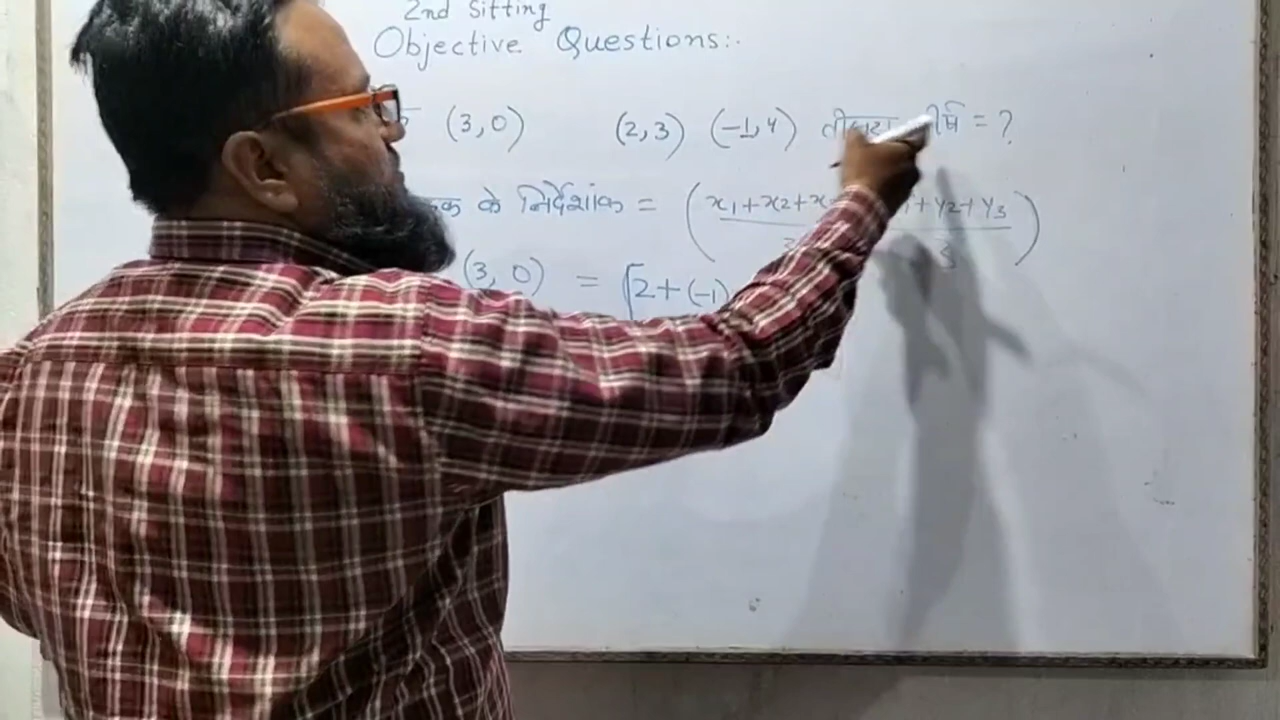 2nd Sitting
Objective Questions:-
(3,0) (2,3) (-1,4) = ?
के निर्देशांक = (x₁+x₂+x +y₂+y₃
3
(3, 0) = 2+(-1)